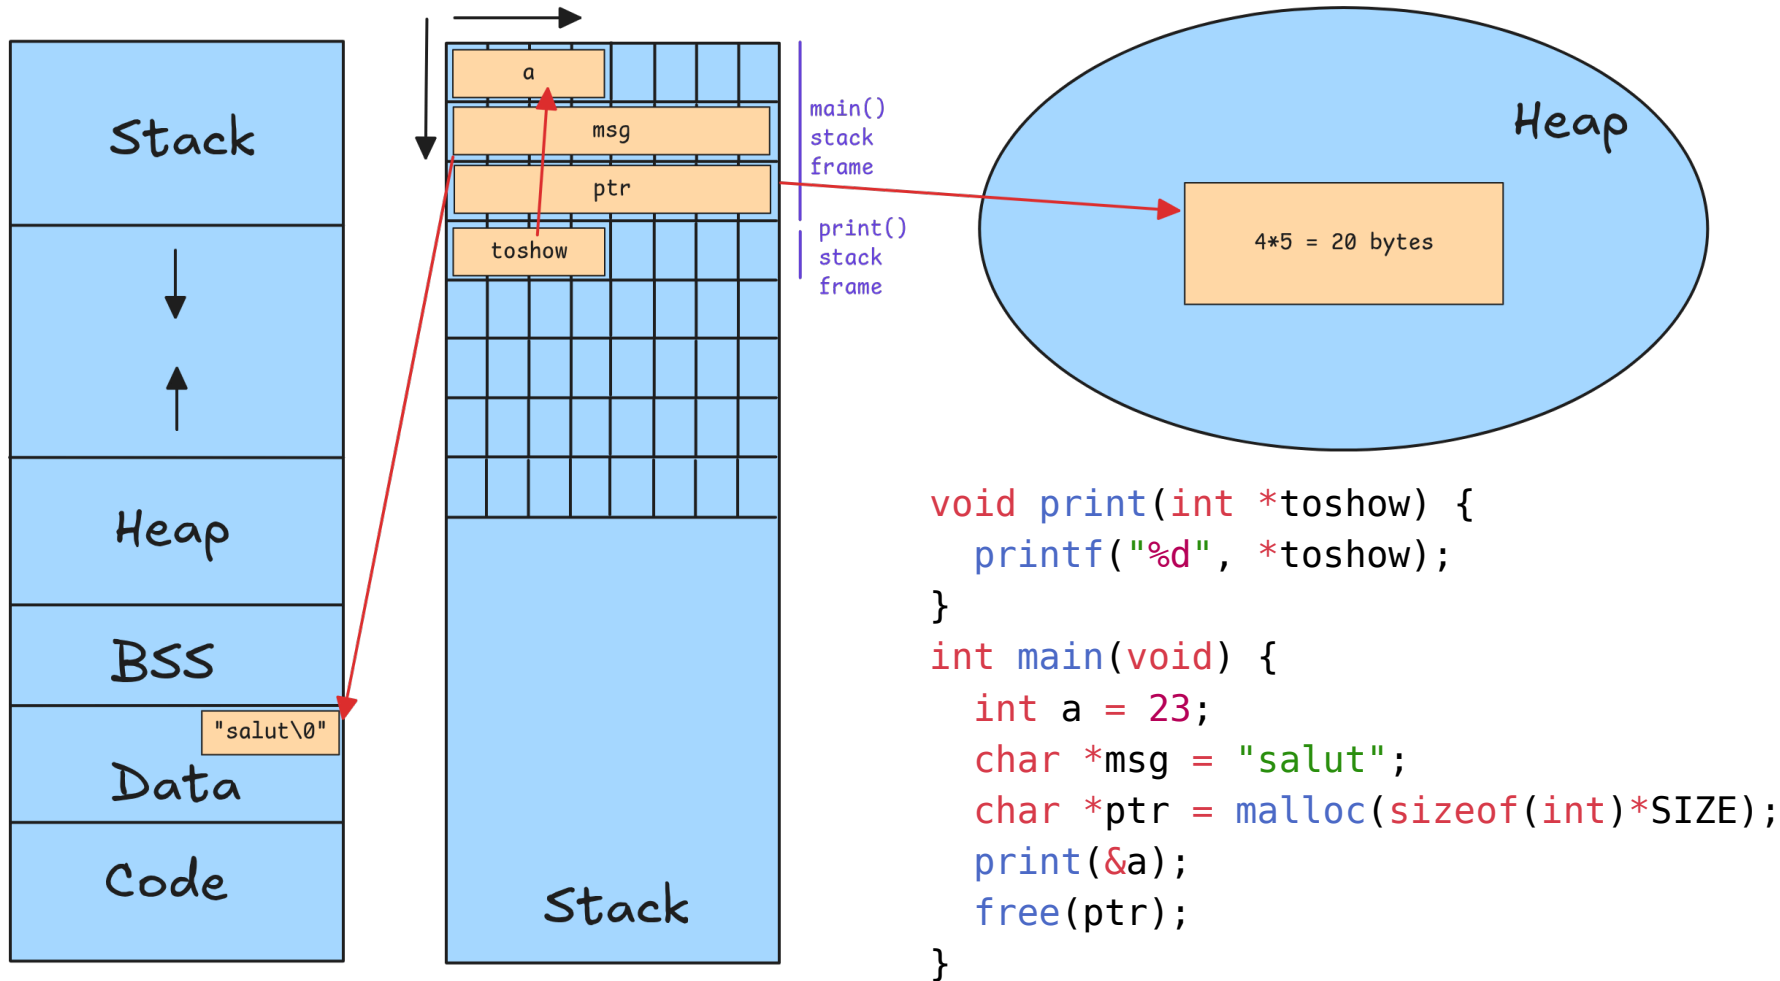 Stack
Heap
BSS
"salut\0"
Data
Code
a
msg
ptr
toshow
Stack
main()
stack
frame
print()
stack
frame
Heap
4*5 = 20 bytes
void print(int *toshow) {
  printf("%d", *toshow);
}
int main(void) {
  int a = 23;
  char *msg = "salut";
  char *ptr = malloc(sizeof(int)*SIZE);
  print(&a);
  free(ptr);
}